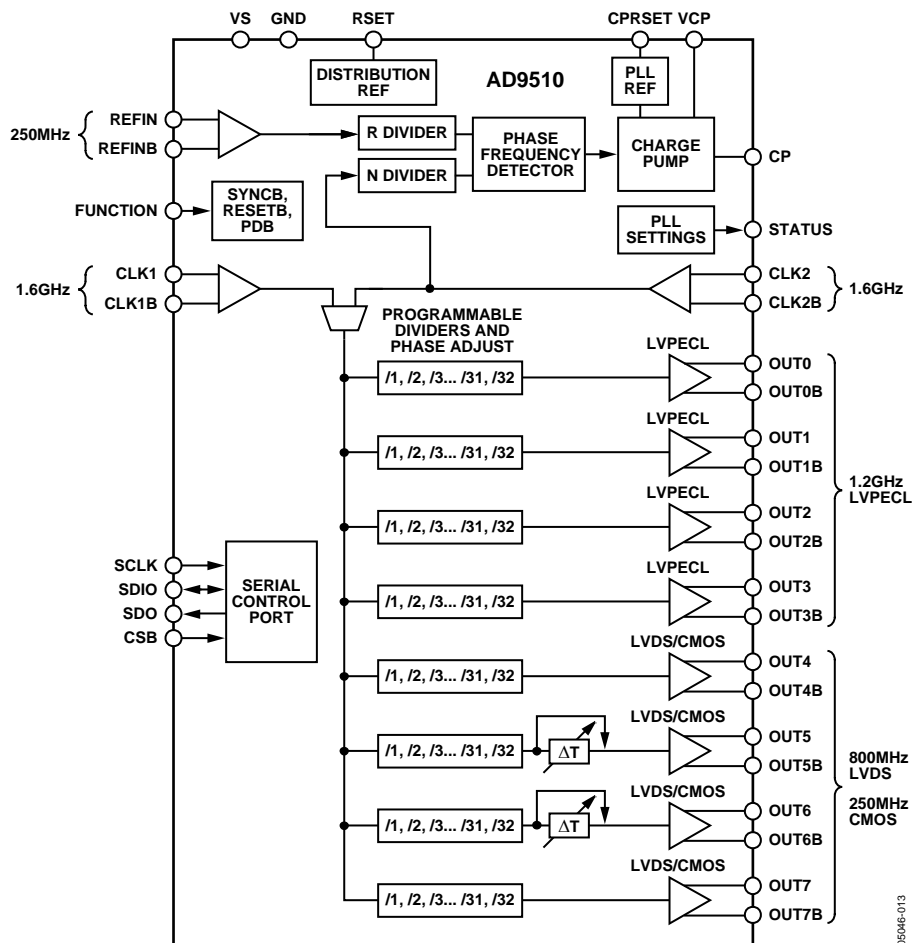 VS GND RSET CPRSET VCP
DISTRIBUTION
REF
AD9510
PLL
REF
250MHz
REFIN
REFINB
R DIVIDER
N DIVIDER
PHASE
FREQUENCY
DETECTOR
CHARGE
PUMP
CP
FUNCTION
SYNCB,
RESETB,
PDB
PLL
SETTINGS
STATUS
1.6GHz
CLK1
CLK1B
CLK2
CLK2B
1.6GHz
PROGRAMMABLE
DIVIDERS AND
PHASE ADJUST
LVPECL
/1, /2, /3... /31, /32
OUT0
OUT0B
LVPECL
/1, /2, /3... /31, /32
OUT1
OUT1B
1.2GHz
LVPECL
LVPECL
/1, /2, /3... /31, /32
OUT2
OUT2B
SCLK
SDIO
SDO
CSB
SERIAL
CONTROL
PORT
LVPECL
/1, /2, /3... /31, /32
OUT3
OUT3B
LVDS/CMOS
/1, /2, /3... /31, /32
OUT4
OUT4B
LVDS/CMOS
/1, /2, /3... /31, /32
ΔT
OUT5
OUT5B
800MHz
LVDS
250MHz
CMOS
LVDS/CMOS
/1, /2, /3... /31, /32
ΔT
OUT6
OUT6B
LVDS/CMOS
/1, /2, /3... /31, /32
OUT7
OUT7B
05046-013